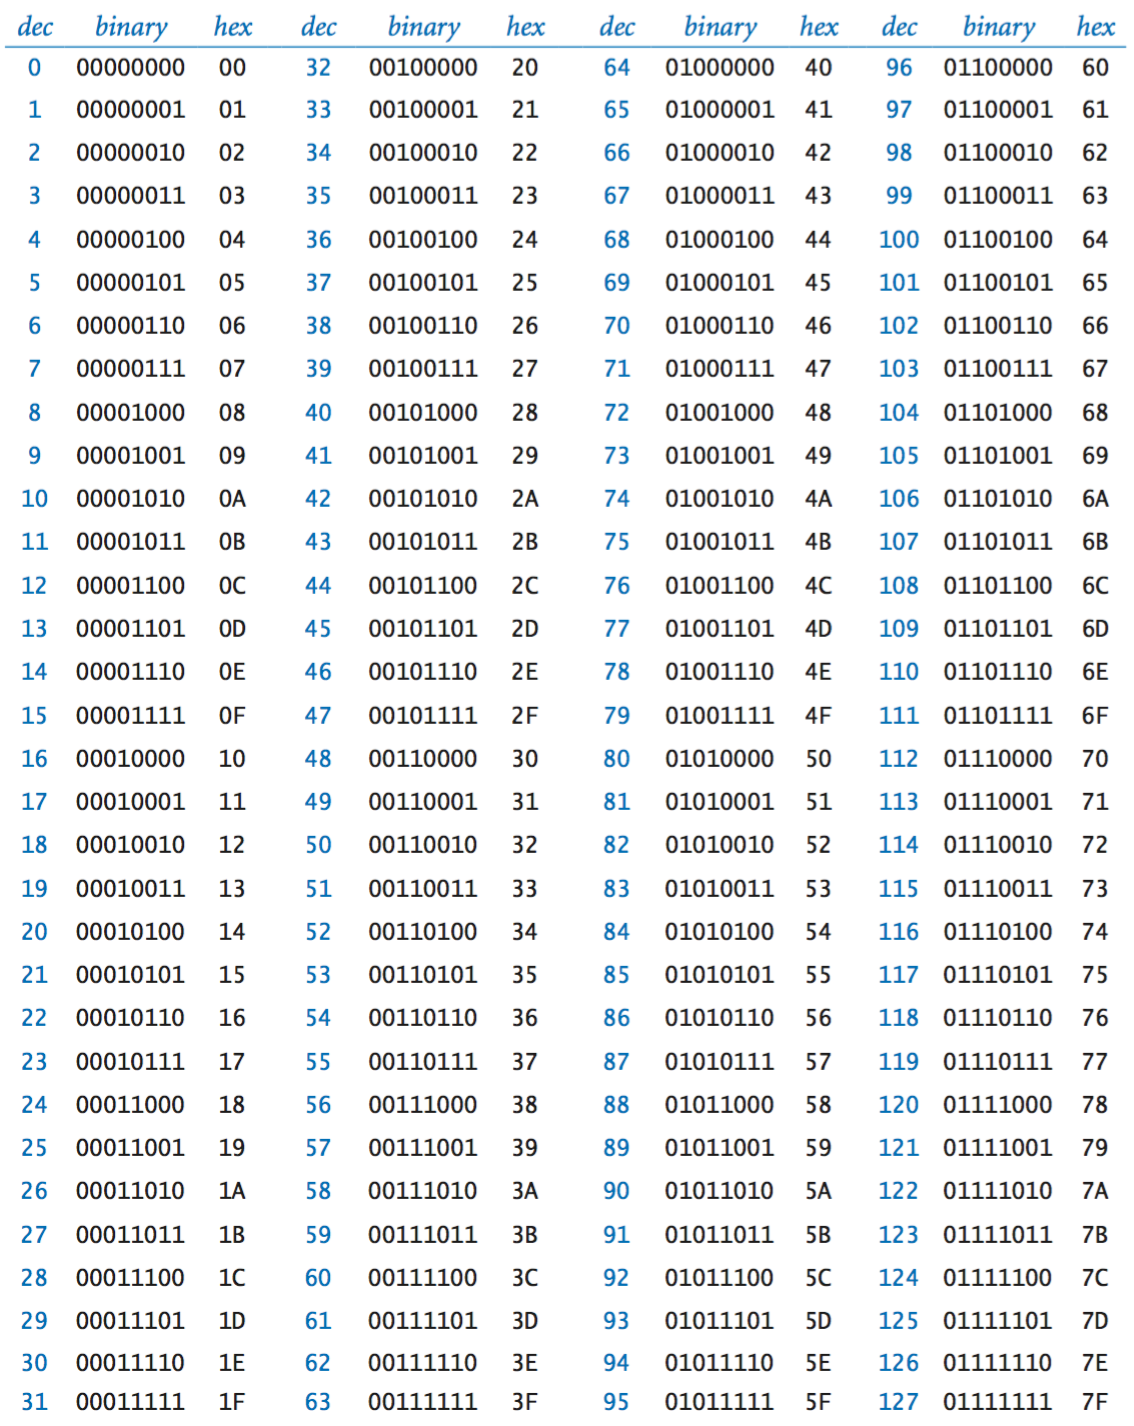 dec binary hex dec binary hex dec binary hex dec binary hex
0 00000000 00 32 00100000 20 64 01000000 40 96 01100000 60
1 00000001 01 33 00100001 21 65 01000001 41 97 01100001 61
2 00000010 02 34 00100010 22 66 01000010 42 98 01100010 62
3 00000011 03 35 00100011 23 67 01000011 43 99 01100011 63
4 00000100 04 36 00100100 24 68 01000100 44 100 01100100 64
5 00000101 05 37 00100101 25 69 01000101 45 101 01100101 65
6 00000110 06 38 00100110 26 70 01000110 46 102 01100110 66
7 00000111 07 39 00100111 27 71 01000111 47 103 01100111 67
8 00001000 08 40 00101000 28 72 01001000 48 104 01101000 68
9 00001001 09 41 00101001 29 73 01001001 49 105 01101001 69
10 00001010 0A 42 00101010 2A 74 01001010 4A 106 01101010 6A
11 00001011 0B 43 00101011 2B 75 01001011 4B 107 01101011 6B
12 00001100 0C 44 00101100 2C 76 01001100 4C 108 01101100 6C
13 00001101 0D 45 00101101 2D 77 01001101 4D 109 01101101 6D
14 00001110 0E 46 00101110 2E 78 01001110 4E 110 01101110 6E
15 00001111 0F 47 00101111 2F 79 01001111 4F 111 01101111 6F
16 00010000 10 48 00110000 30 80 01010000 50 112 01110000 70
17 00010001 11 49 00110001 31 81 01010001 51 113 01110001 71
18 00010010 12 50 00110010 32 82 01010010 52 114 01110010 72
19 00010011 13 51 00110011 33 83 01010011 53 115 01110011 73
20 00010100 14 52 00110100 34 84 01010100 54 116 01110100 74
21 00010101 15 53 00110101 35 85 01010101 55 117 01110101 75
22 00010110 16 54 00110110 36 86 01010110 56 118 01110110 76
23 00010111 17 55 00110111 37 87 01010111 57 119 01110111 77
24 00011000 18 56 00111000 38 88 01011000 58 120 01111000 78
25 00011001 19 57 00111001 39 89 01011001 59 121 01111001 79
26 00011010 1A 58 00111010 3A 90 01011010 5A 122 01111010 7A
27 00011011 1B 59 00111011 3B 91 01011011 5B 123 01111011 7B
28 00011100 1C 60 00111100 3C 92 01011100 5C 124 01111100 7C
29 00011101 1D 61 00111101 3D 93 01011101 5D 125 01111101 7D
30 00011110 1E 62 00111110 3E 94 01011110 5E 126 01111110 7E
31 00011111 1F 63 00111111 3F 95 01011111 5F 127 01111111 7F